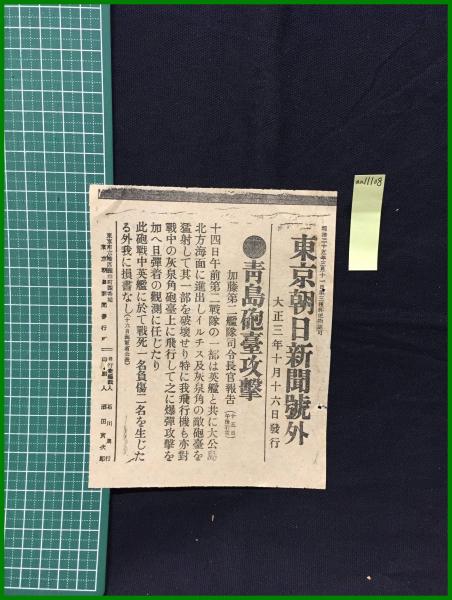 東京朝日新聞號外
大正三年十月十六日發行
●青島砲臺攻擊
加藤第二艦隊司令長官報告
十四日午前第二戰隊の一部は英艦と共に大公島
北方海面に進出しイルチス及灰泉角の敵砲臺を
猛射して其一部を破壞せり特に我飛行機も亦對
戰中の灰泉角砲臺上に飛行して之に爆彈攻擊を
加へ且彈着の觀測に任じたり
此砲戰中英艦に於て戰死一名負傷二名を生じた
る外我に損害なし